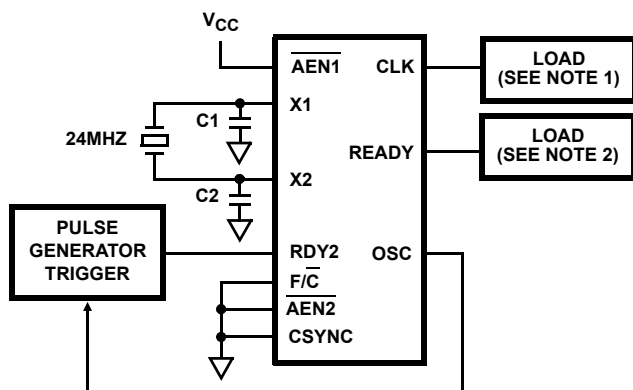 VCC
AEN1
CLK
LOAD
(SEE NOTE 1)
X1
C1
24MHZ
READY
LOAD
(SEE NOTE 2)
X2
C2
PULSE
GENERATOR
TRIGGER
RDY2
OSC
F/C
AEN2
CSYNC